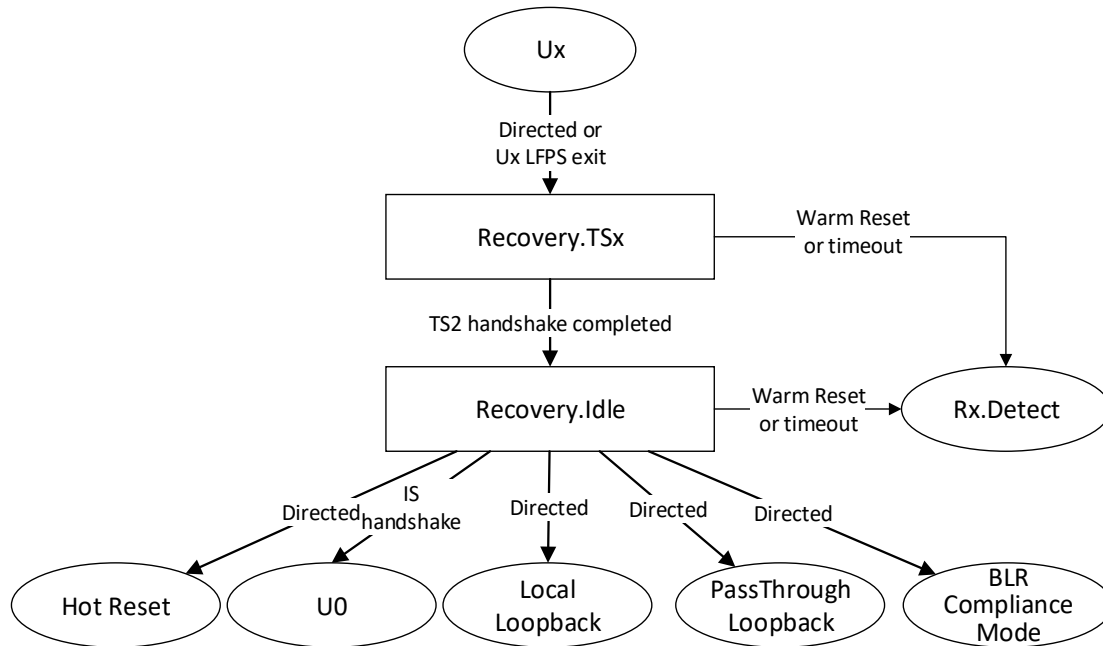 Ux
Directed or
Ux LFPS exit
Recovery.TSx
Warm Reset
or timeout
TS2 handshake completed
Recovery.Idle
Warm Reset
or timeout
Rx.Detect
Directed
IS
handshake
Directed
Directed
Directed
Hot Reset
U0
Local
Loopback
PassThrough
Loopback
BLR
Compliance
Mode